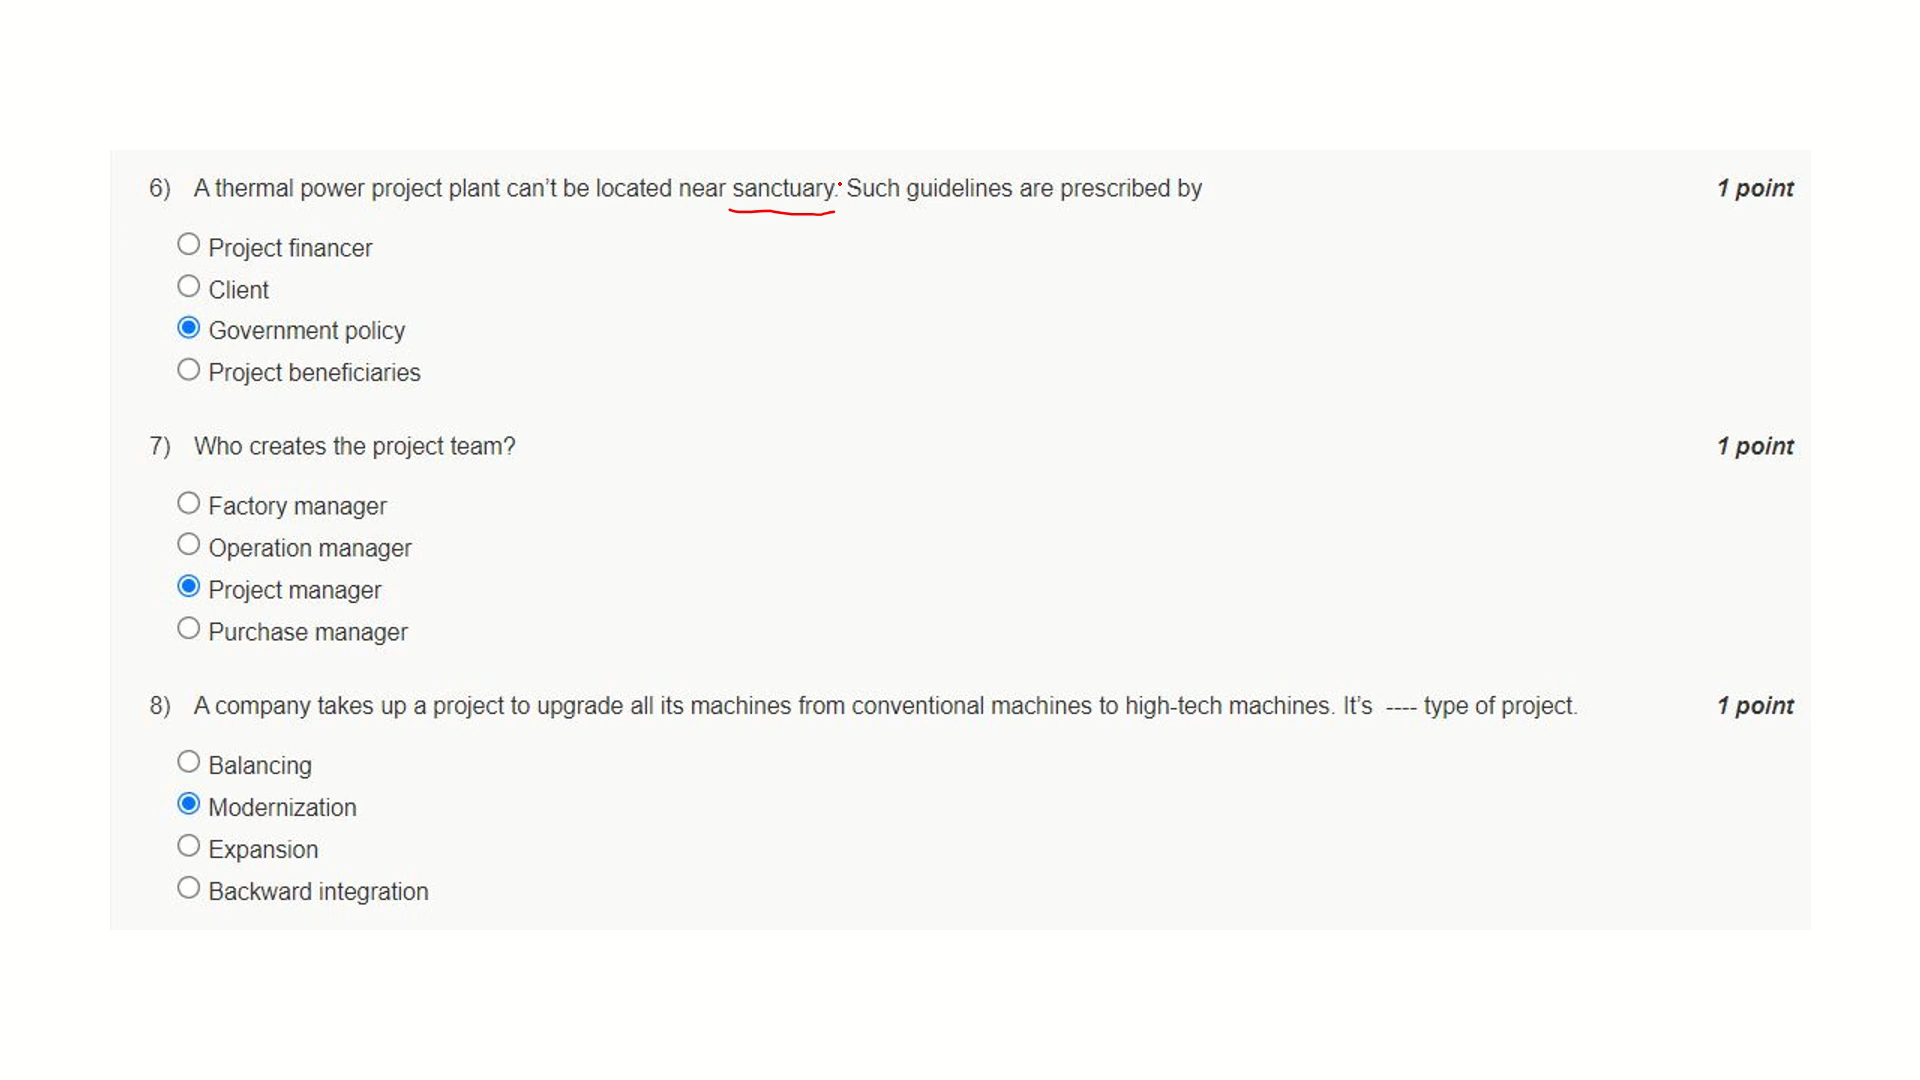 6) A thermal power project plant can’t be located near sanctuary. Such guidelines are prescribed by 1 point
Project financer
Client
Government policy
Project beneficiaries
7) Who creates the project team? 1 point
Factory manager
Operation manager
Project manager
Purchase manager
8) A company takes up a project to upgrade all its machines from conventional machines to high-tech machines. It’s ---- type of project. 1 point
Balancing
Modernization
Expansion
Backward integration